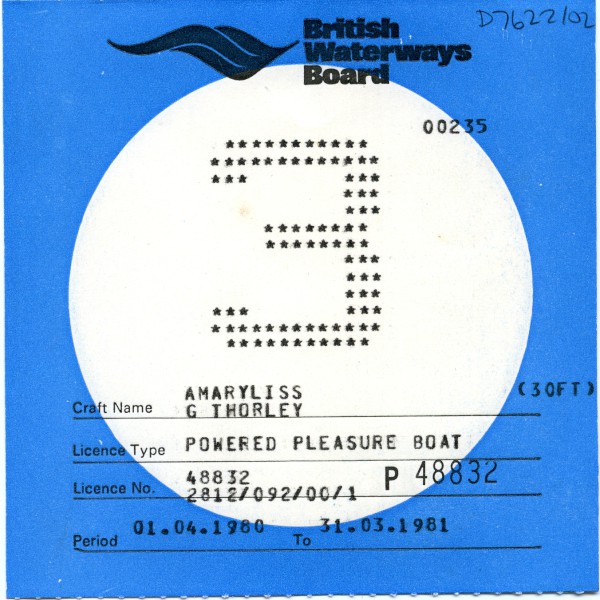 D7622/02
British
Waterways
Board
00235
3
AMARYLISS (30FT)
Craft Name G THORLEY
Licence Type POWERED PLEASURE BOAT
48832 P 48832
Licence No. 2812/092/00/1
Period 01.04.1980 To 31.03.1981